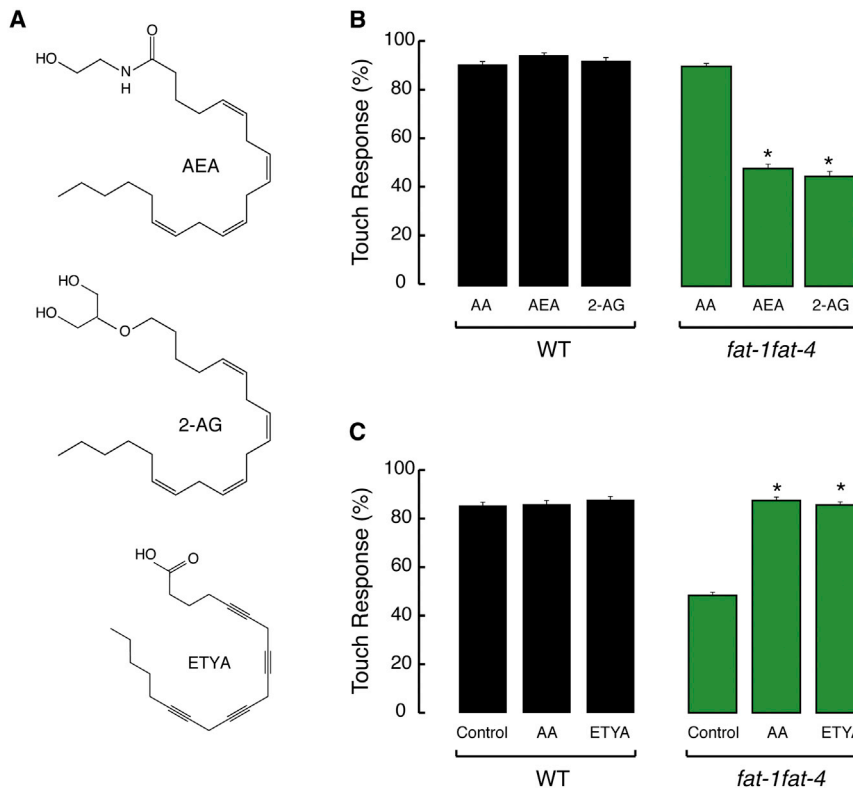 A
HO
O
N
H
AEA
HO
HO
O
2-AG
HO
O
ETYA
B
Touch Response (%)
100
80
60
40
20
0
*
*
AA AEA 2-AG AA AEA 2-AG
WT fat-1fat-4
C
Touch Response (%)
100
80
60
40
20
0
*
*
Control AA ETYA Control AA ETYA
WT fat-1fat-4